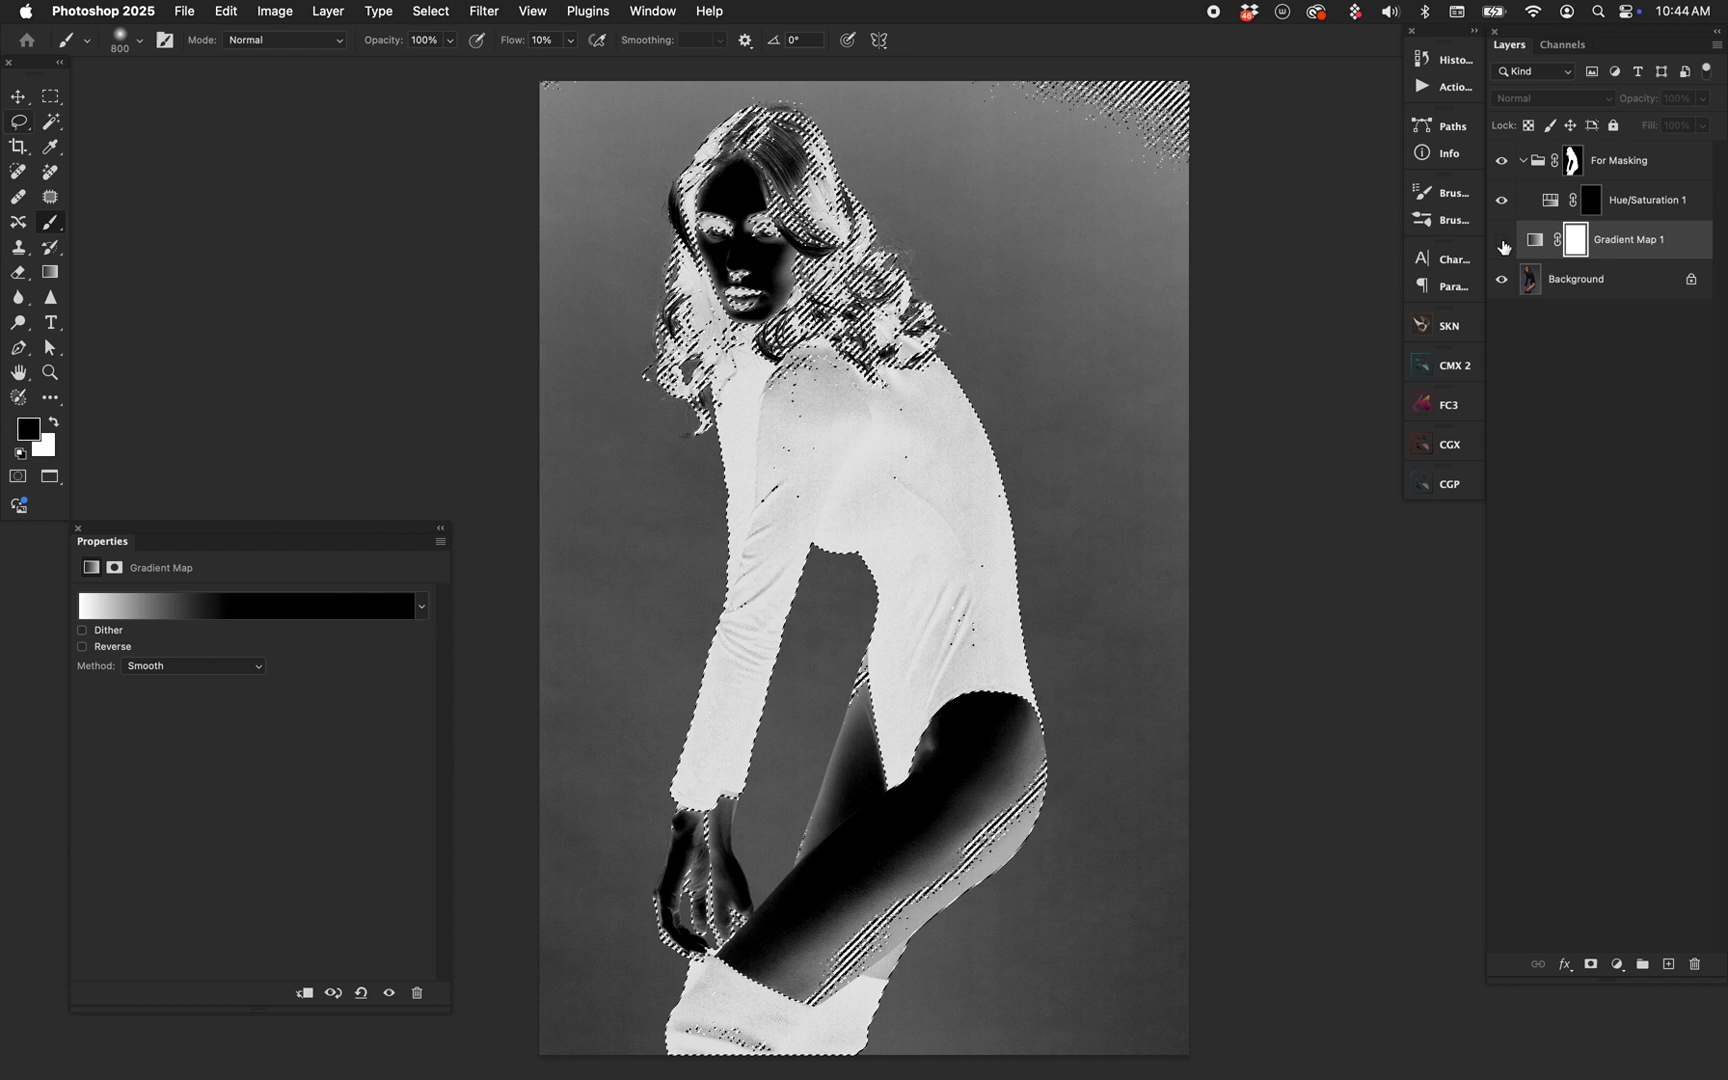 Photoshop 2025 File Edit Image Layer Type Select Filter View Plugins Window Help 46 10:44 AM
800 Mode: Normal Opacity: 100% Flow: 10% Smoothing: 0°
Layers Channels
Histo...
Kind
Actio...
Normal Opacity: 100%
Lock: Fill: 100%
Paths
Info
For Masking
Brus...
Hue/Saturation 1
Brus...
Gradient Map 1
Char...
Background
Para...
SKN
CMX 2
FC3
CGX
CGP
Properties
Gradient Map
Dither
Reverse
Method: Smooth